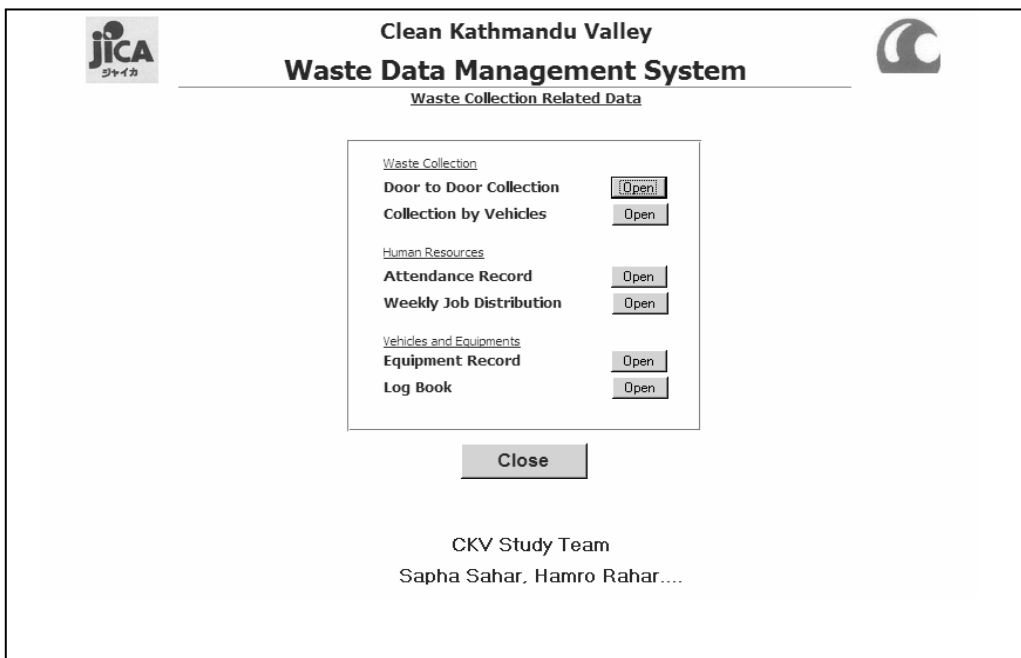 Clean Kathmandu Valley
JICA
ジャイカ
Waste Data Management System
Waste Collection Related Data
Waste Collection
Door to Door Collection Open
Collection by Vehicles Open
Human Resources
Attendance Record Open
Weekly Job Distribution Open
Vehicles and Equipments
Equipment Record Open
Log Book Open
Close
CKV Study Team
Sapha Sahar, Hamro Rahar....